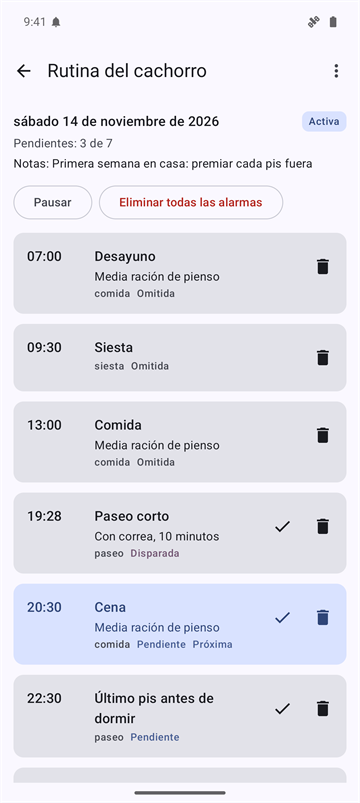 9:41
Rutina del cachorro
sábado 14 de noviembre de 2026
Activa
Pendientes: 3 de 7
Notas: Primera semana en casa: premiar cada pis fuera
Pausar
Eliminar todas las alarmas
07:00
Desayuno
Media ración de pienso
comida Omitida
09:30
Siesta
siesta Omitida
13:00
Comida
Media ración de pienso
comida Omitida
19:28
Paseo corto
Con correa, 10 minutos
paseo Disparada
20:30
Cena
Media ración de pienso
comida Pendiente Próxima
22:30
Último pis antes de
dormir
paseo Pendiente